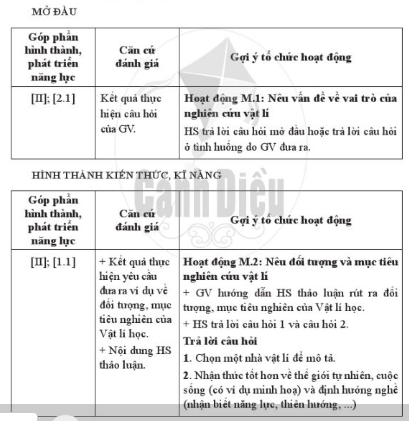 MỞ ĐẦU
Góp phần
hình thành,
phát triển
năng lực
Căn cứ
đánh giá
Gợi ý tổ chức hoạt động
[II]; [2.1]
Kết quả thực
hiện câu hỏi
của GV.
Hoạt động M.1: Nêu vấn đề về vai trò của
nghiên cứu vật lí
HS trả lời câu hỏi mở đầu hoặc trả lời câu hỏi
ở tình huống do GV đưa ra.
HÌNH THÀNH KIẾN THỨC, KĨ NĂNG
Cánh Diều
Góp phần
hình thành,
phát triển
năng lực
Căn cứ
đánh giá
Gợi ý tổ chức hoạt động
[II]; [1.1]
+ Kết quả thực
hiện yêu cầu
đưa ra ví dụ về
đối tượng, mục
tiêu nghiên của
Vật lí học.
+ Nội dung HS
thảo luận.
Hoạt động M.2: Nêu đối tượng và mục tiêu
nghiên cứu vật lí
+ GV hướng dẫn HS thảo luận rút ra đối
tượng, mục tiêu nghiên của Vật lí học.
+ HS trả lời câu hỏi 1 và câu hỏi 2.
Trả lời câu hỏi
1. Chọn một nhà vật lí để mô tả.
2. Nhận thức tốt hơn về thế giới tự nhiên, cuộc
sống (có ví dụ minh hoạ) và định hướng nghề
(nhận biết năng lực, thiên hướng, ...)